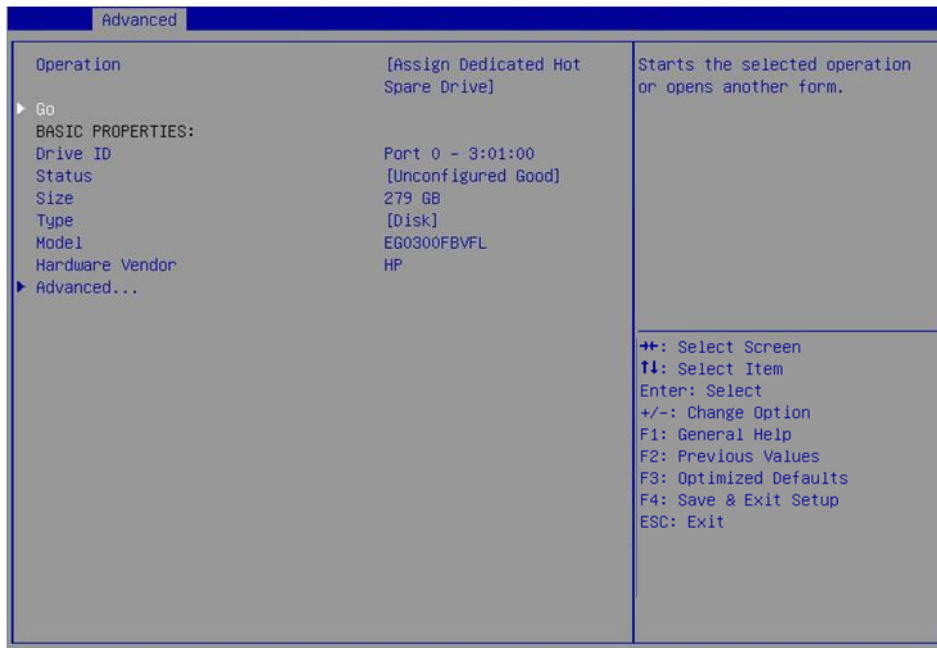 Advanced
Operation [Assign Dedicated Hot
Spare Drive]
Go
BASIC PROPERTIES:
Drive ID Port 0 - 3:01:00
Status [Unconfigured Good]
Size 279 GB
Type [Disk]
Model EG0300FBVFL
Hardware Vendor HP
Advanced...
Starts the selected operation
or opens another form.
→←: Select Screen
↑↓: Select Item
Enter: Select
+/-: Change Option
F1: General Help
F2: Previous Values
F3: Optimized Defaults
F4: Save & Exit Setup
ESC: Exit